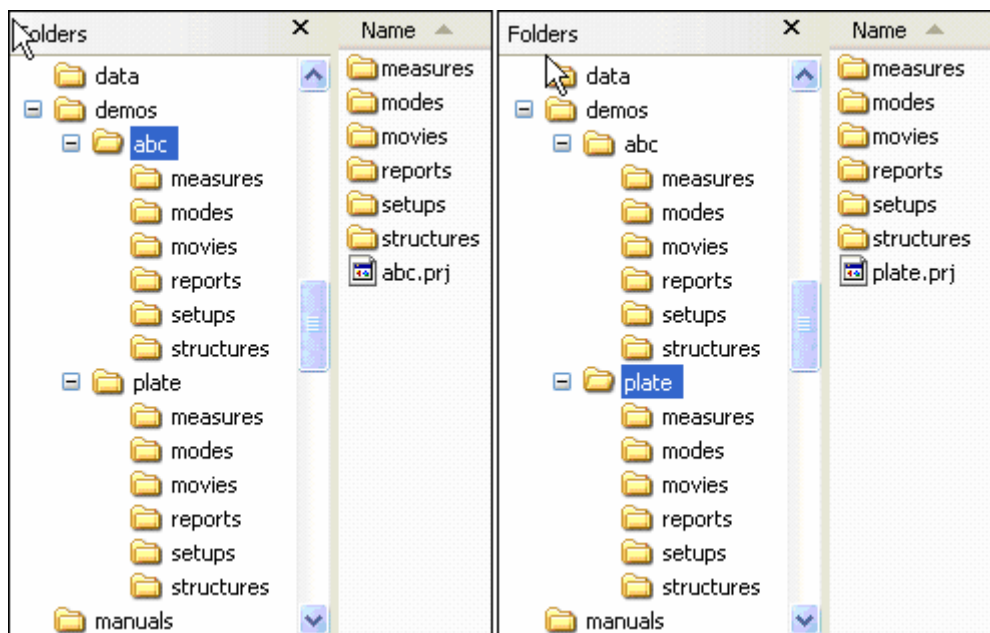 Folders
data
demos
abc
measures
modes
movies
reports
setups
structures
plate
measures
modes
movies
reports
setups
structures
manuals
Name
measures
modes
movies
reports
setups
structures
abc.prj
Folders
data
demos
abc
measures
modes
movies
reports
setups
structures
plate
measures
modes
movies
reports
setups
structures
manuals
Name
measures
modes
movies
reports
setups
structures
plate.prj